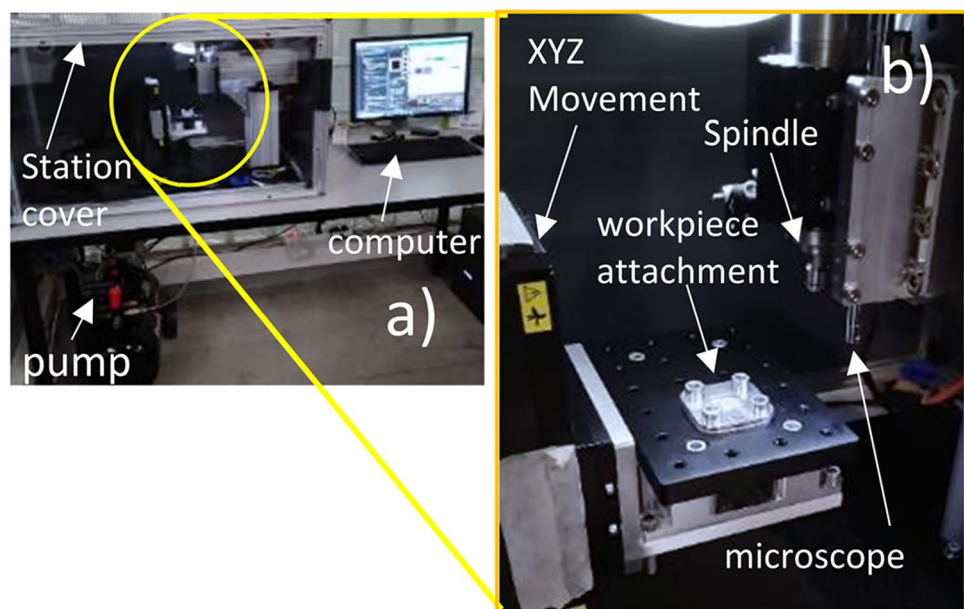 Station
cover
computer
pump
a)
XYZ
Movement
b)
Spindle
workpiece
attachment
microscope